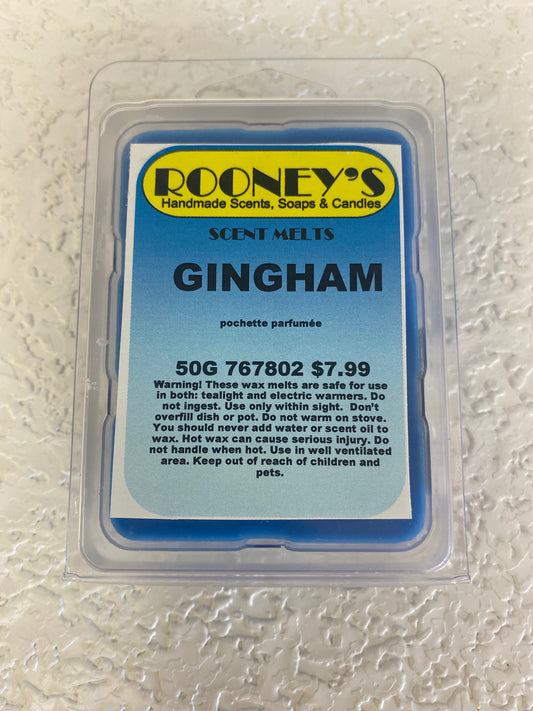 ROONEY'S
Handmade Scents, Soaps & Candles
SCENT MELTS
GINGHAM
pochette parfumée
50G 767802 $7.99
Warning! These wax melts are safe for use
in both: tealight and electric warmers. Do
not ingest. Use only within sight. Don't
overfill dish or pot. Do not warm on stove.
You should never add water or scent oil to
wax. Hot wax can cause serious injury. Do
not handle when hot. Use in well ventilated
area. Keep out of reach of children and
pets.